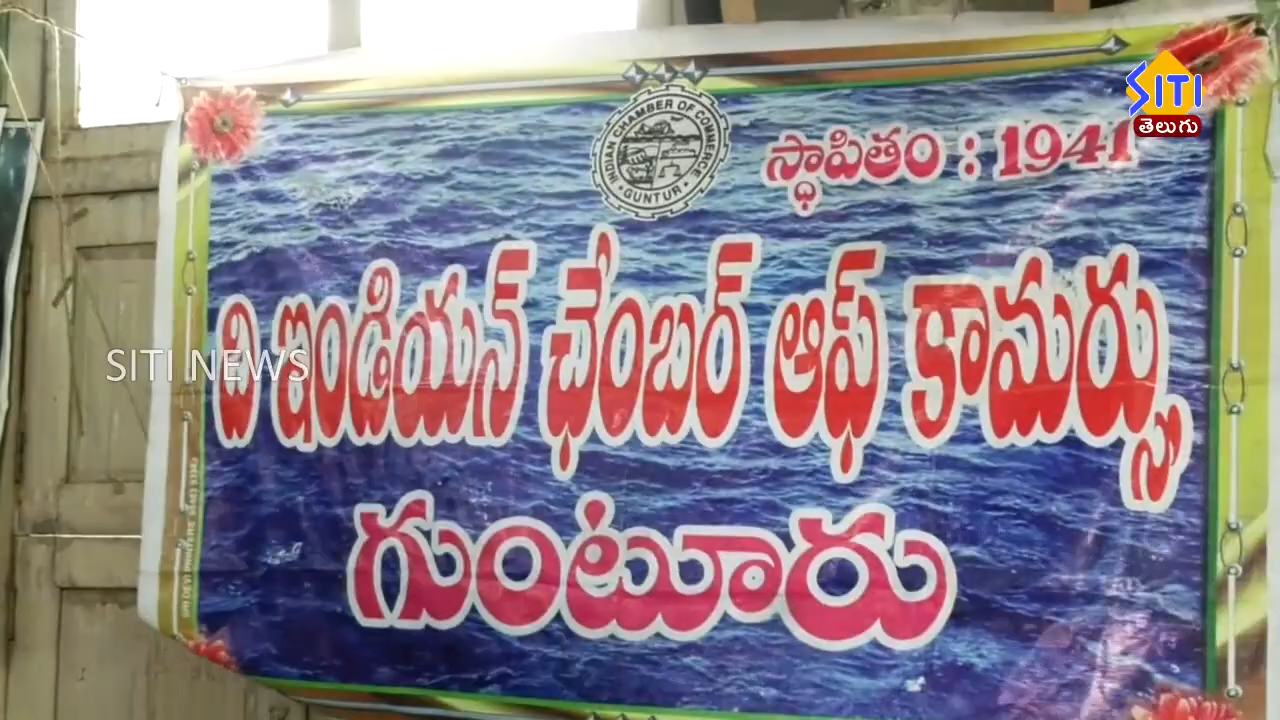 SITI
తెలుగు
INDIAN CHAMBER OF COMMERCE
GUNTUR
స్థాపితం : 1941
ది ఇండియన్ ఛేంబర్ ఆఫ్ కామర్స్
SITI NEWS
గుంటూరు